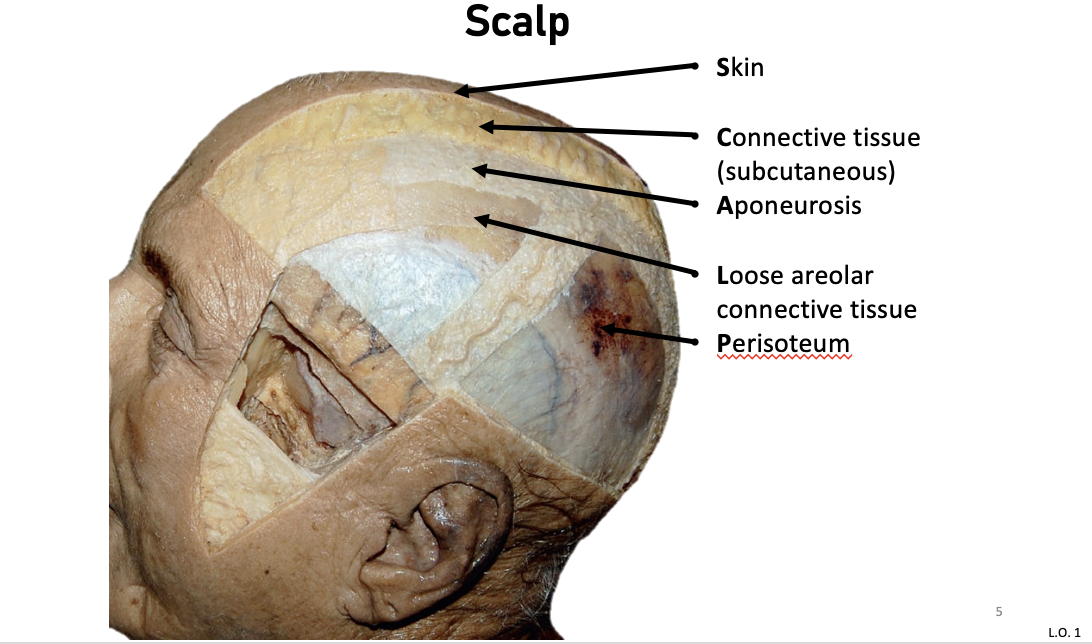 Scalp
Skin
Connective tissue
(subcutaneous)
Aponeurosis
Loose areolar
connective tissue
Perisoteum
5
L.O. 1